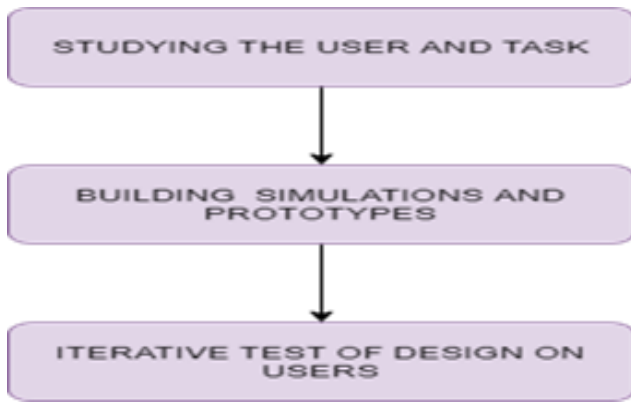 STUDYING THE USER AND TASK
BUILDING SIMULATIONS AND
PROTOTYPES
ITERATIVE TEST OF DESIGN ON
USERS